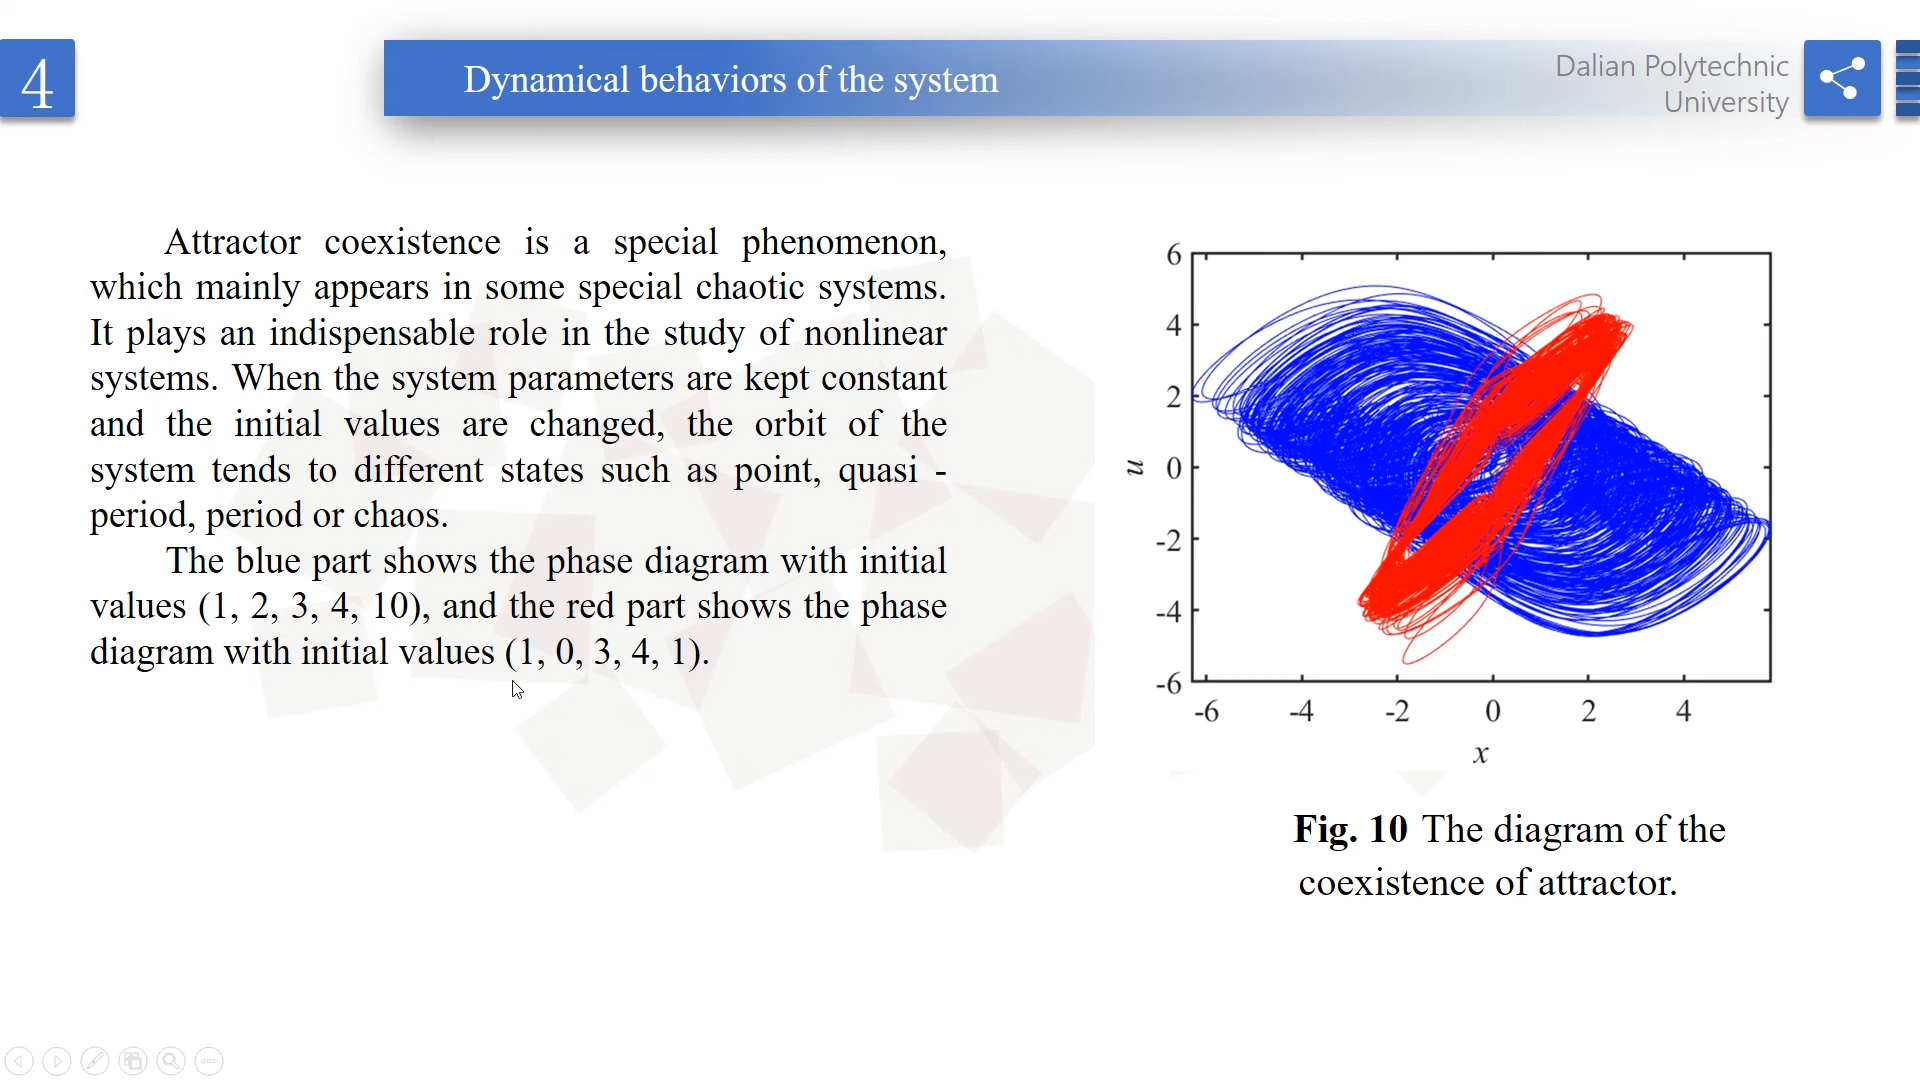 4
Dynamical behaviors of the system
Dalian Polytechnic
University
Attractor coexistence is a special phenomenon,
which mainly appears in some special chaotic systems.
It plays an indispensable role in the study of nonlinear
systems. When the system parameters are kept constant
and the initial values are changed, the orbit of the
system tends to different states such as point, quasi -
period, period or chaos.
The blue part shows the phase diagram with initial
values (1, 2, 3, 4, 10), and the red part shows the phase
diagram with initial values (1, 0, 3, 4, 1).
6
4
2
0
-2
-4
-6
u
-6 -4 -2 0 2 4
x
Fig. 10 The diagram of the
coexistence of attractor.